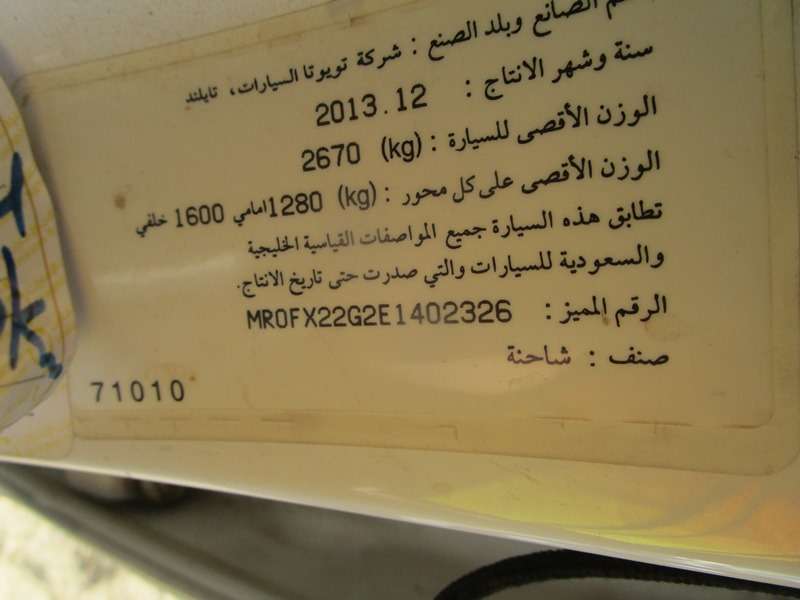 الصانع وبلد الصنع : شركة تويوتا السيارات، تايلند
سنة وشهر الانتاج : 2013.12
الوزن الأقصى للسيارة : (kg) 2670
الوزن الأقصى على كل محور : (kg) 1280 امامي 1600 خلفي
تطابق هذه السيارة جميع المواصفات القياسية الخليجية
والسعودية للسيارات والتي صدرت حتى تاريخ الانتاج.
الرقم المميز : MR0FX22G2E1402326
صنف : شاحنة
71010